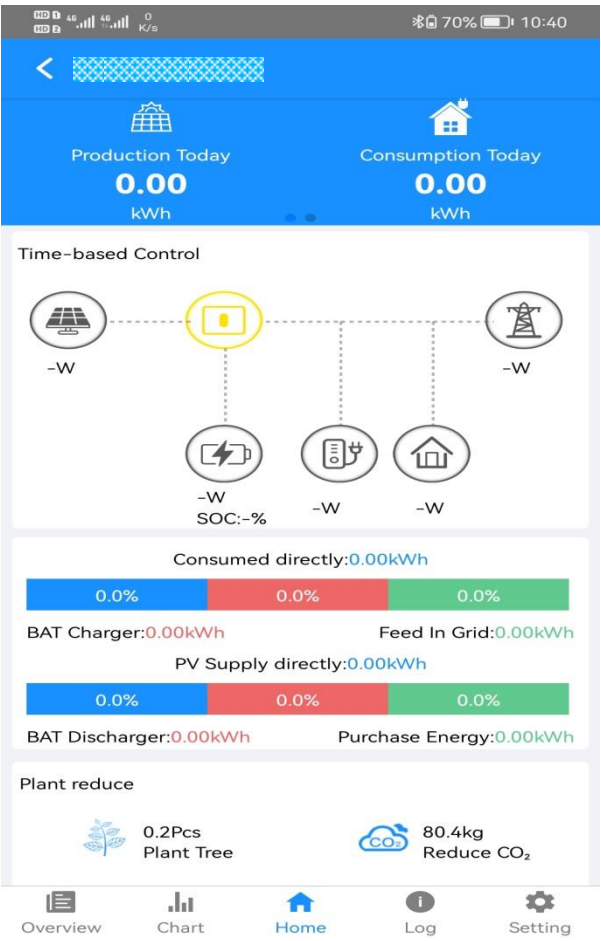 HD 1 4G 4G 0
HD 2 K/s
70% 10:40
Production Today
0.00
kWh
Consumption Today
0.00
kWh
Time-based Control
-W
-W
-W
SOC:-%
-W
-W
Consumed directly:0.00kWh
0.0% 0.0% 0.0%
BAT Charger:0.00kWh Feed In Grid:0.00kWh
PV Supply directly:0.00kWh
0.0% 0.0% 0.0%
BAT Discharger:0.00kWh Purchase Energy:0.00kWh
Plant reduce
0.2Pcs
Plant Tree
CO₂
80.4kg
Reduce CO₂
Overview Chart Home Log Setting